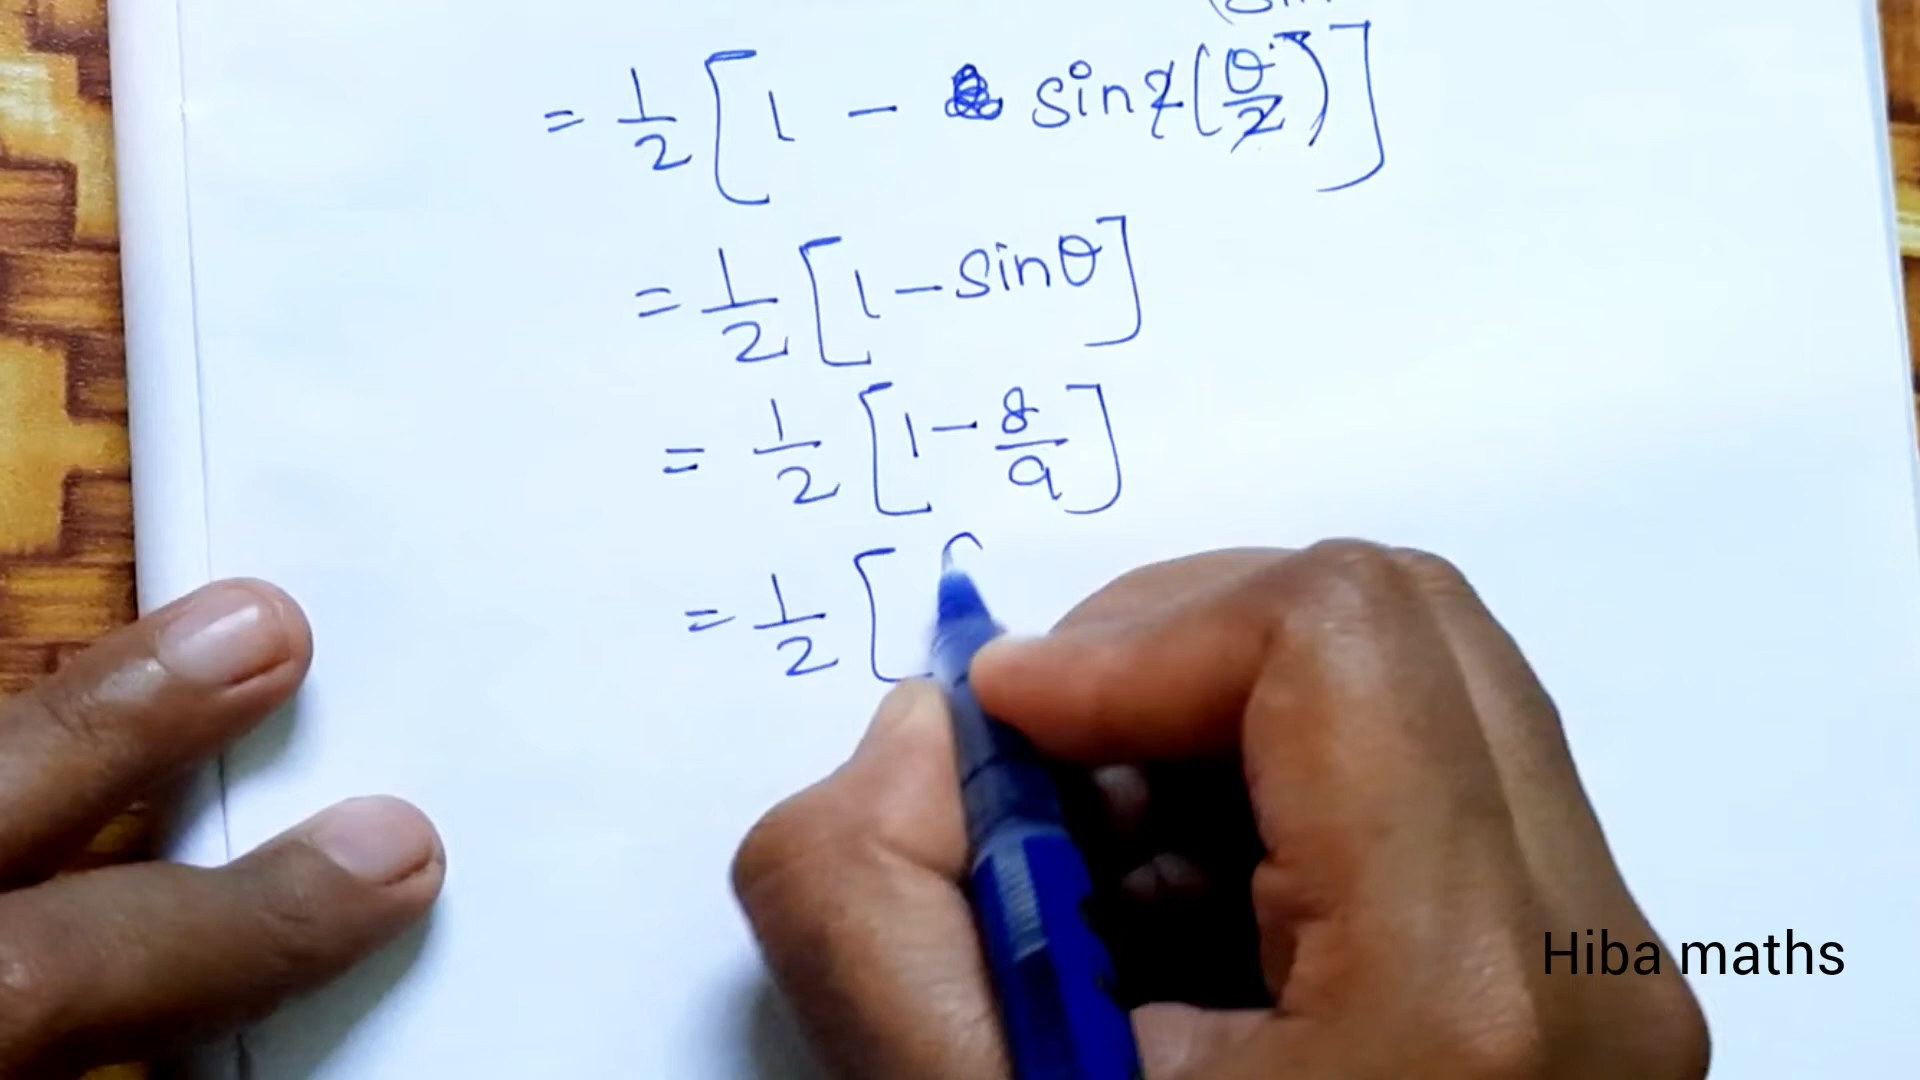 = 1/2 [1 - sin 2(θ/2)]
= 1/2 [1 - sinθ]
= 1/2 [1 - 8/9]
= 1/2 [
Hiba maths